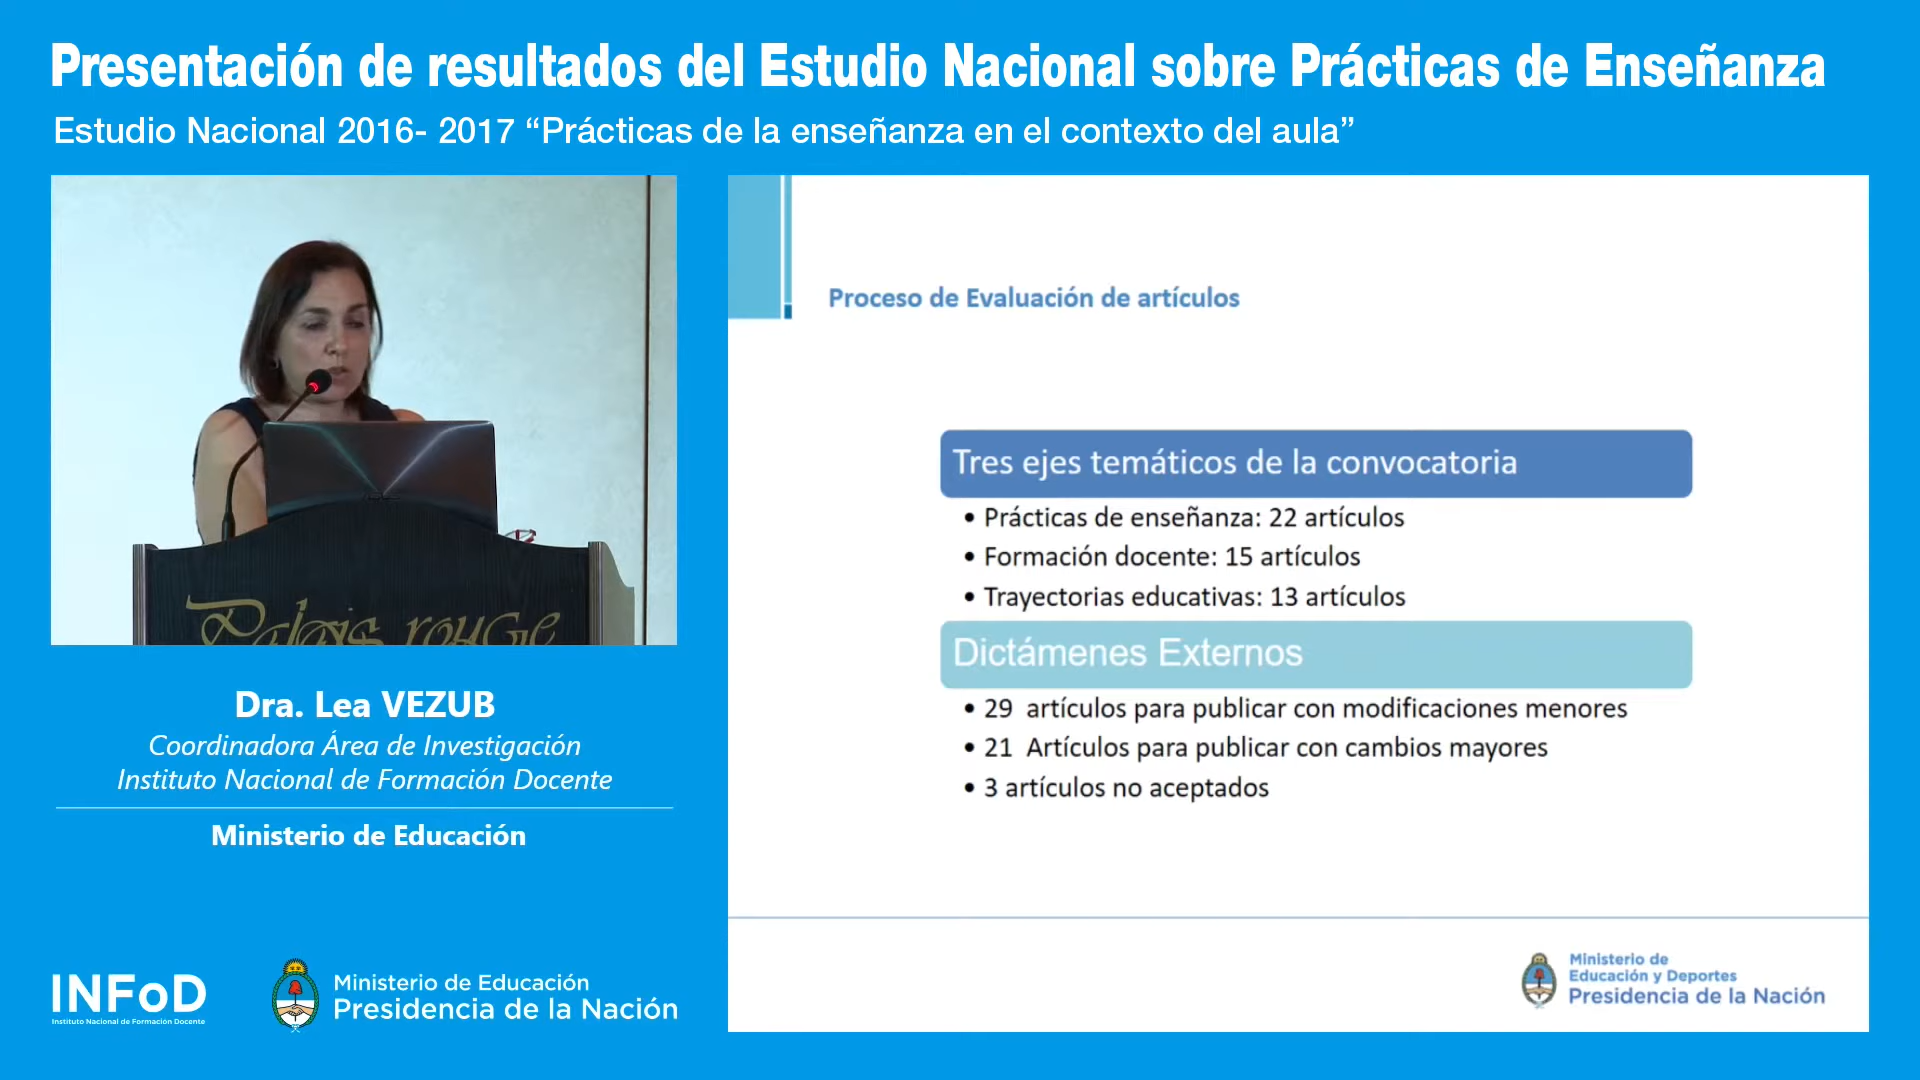 Presentación de resultados del Estudio Nacional sobre Prácticas de Enseñanza
Estudio Nacional 2016- 2017 “Prácticas de la enseñanza en el contexto del aula”
Palais rouge
Dra. Lea VEZUB
Coordinadora Área de Investigación
Instituto Nacional de Formación Docente
Ministerio de Educación
INFoD
Instituto Nacional de Formación Docente
Ministerio de Educación
Presidencia de la Nación
Proceso de Evaluación de artículos
Tres ejes temáticos de la convocatoria
• Prácticas de enseñanza: 22 artículos
• Formación docente: 15 artículos
• Trayectorias educativas: 13 artículos
Dictámenes Externos
• 29  artículos para publicar con modificaciones menores
• 21  Artículos para publicar con cambios mayores
• 3 artículos no aceptados
Ministerio de
Educación y Deportes
Presidencia de la Nación